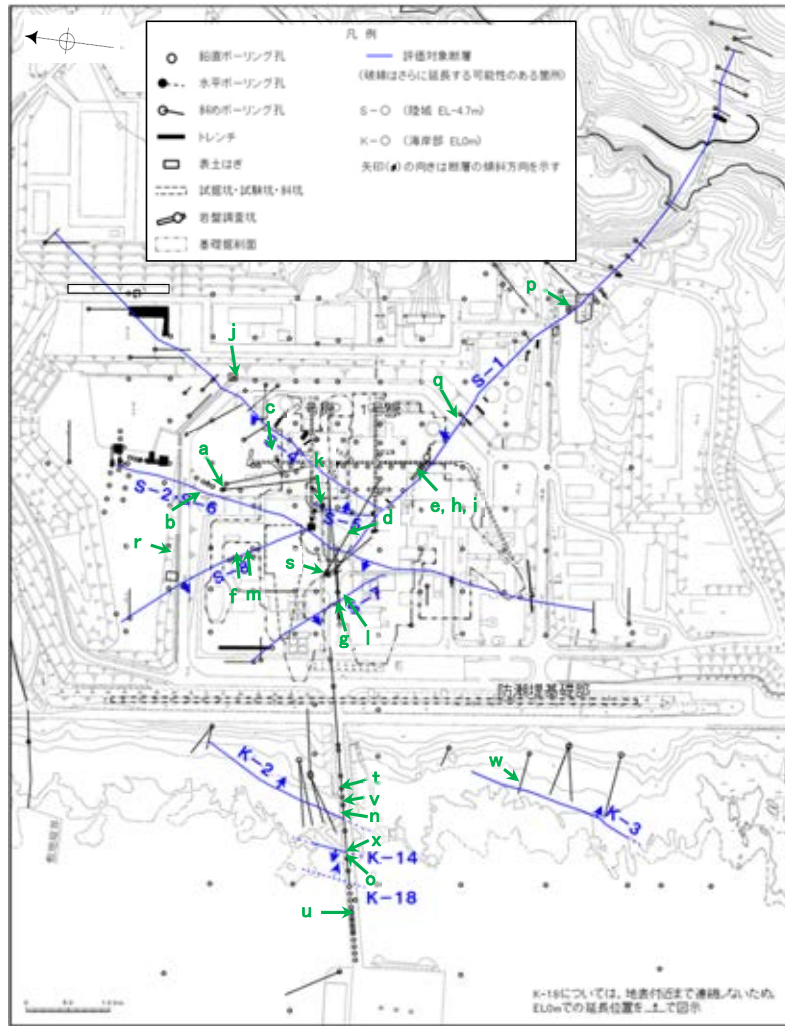 凡 例
鉛直ボーリング孔
水平ボーリング孔
斜めボーリング孔
トレンチ
表土はぎ
試掘坑・試験坑・斜坑
岩盤調査坑
基礎掘削面
評価対象断層
(破線はさらに延長する可能性のある箇所)
S-○ (陸域 EL-4.7m)
K-○ (海岸部 EL0m)
矢印( )の向きは断層の傾斜方向を示す
p
j
q
S-1
c
2号機
1号機
S-4
a
k
e, h, i
S-2・S-6
b
S-5
d
r
s
S-8
f
m
S-7
g
l
防潮堤基礎部
K-2
t
w
v
n
K-3
x
K-14
o
K-18
u
K-18については、地表付近まで連続しないため、
EL0mでの延長位置を で図示